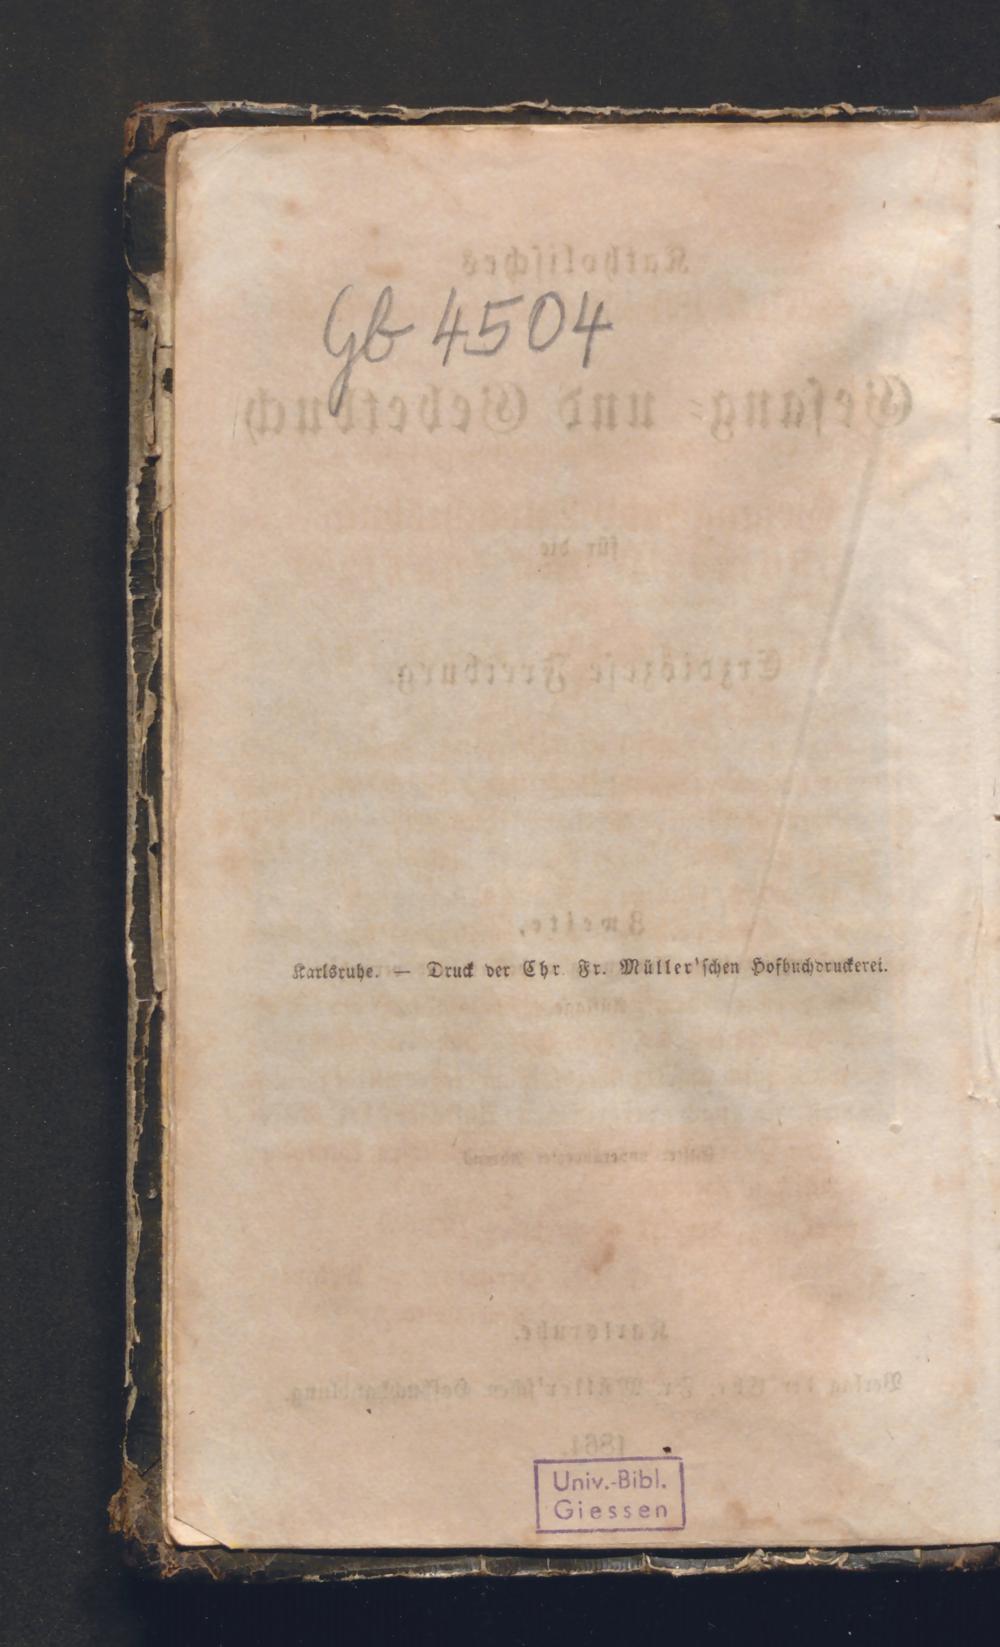 Gb 4504
Karlsruhe. — Druck der Chr. Fr. Müller'schen Hofbuchdruckerei.
Univ.-Bibl.
Giessen